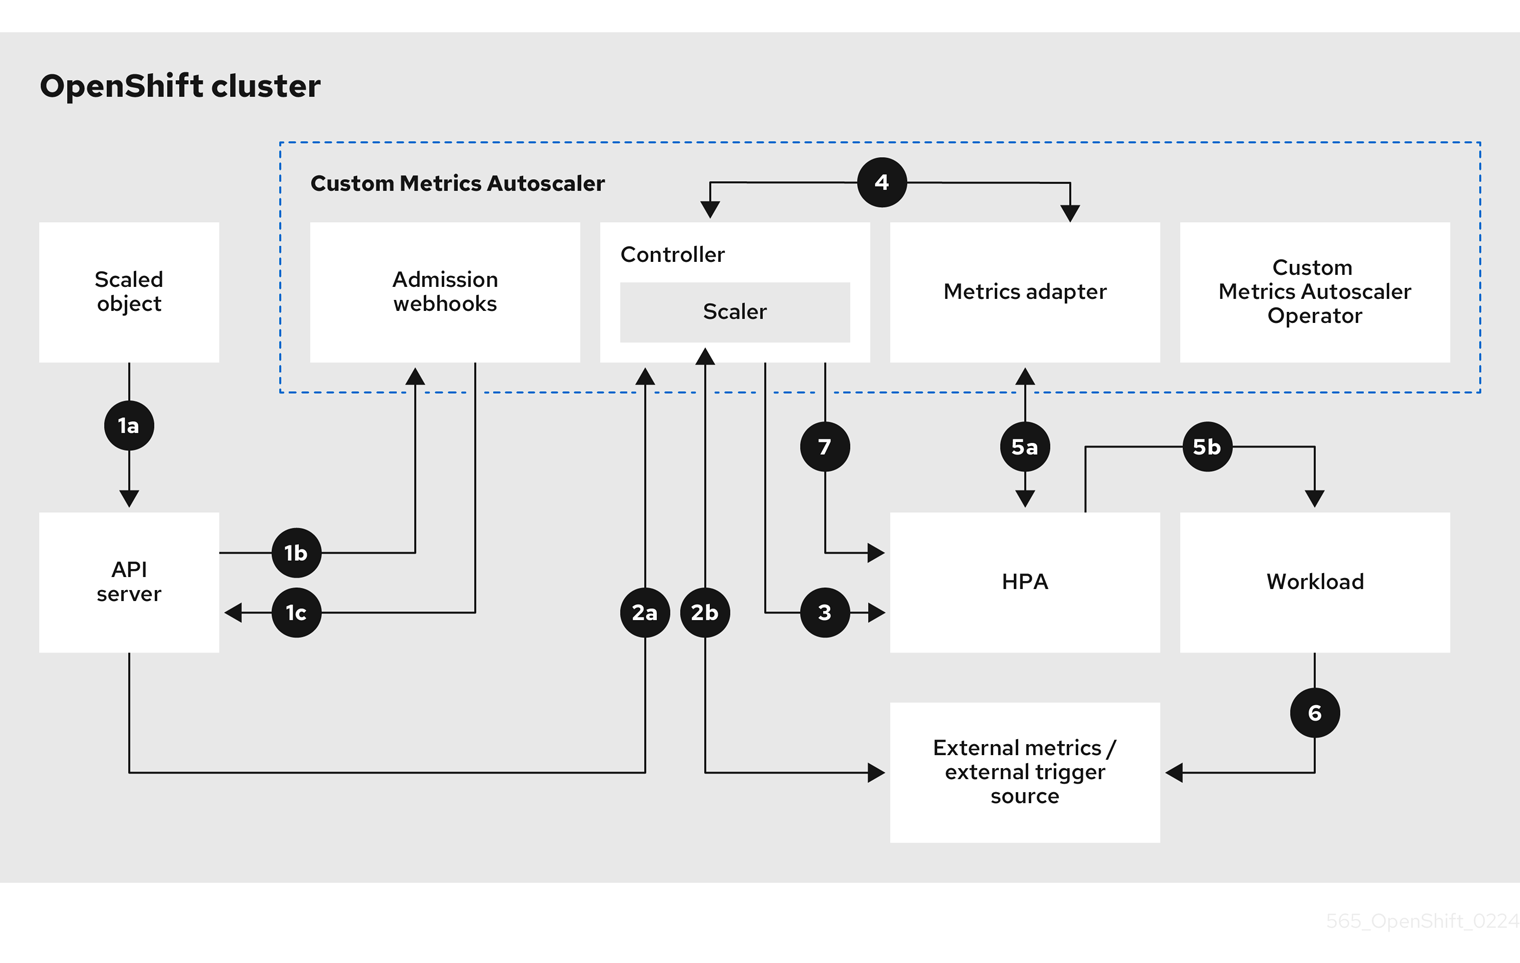 OpenShift cluster
Custom Metrics Autoscaler
4
Scaled
object
Admission
webhooks
Controller
Scaler
Metrics adapter
Custom
Metrics Autoscaler
Operator
1a
7
5a
5b
API
server
1b
1c
2a
2b
3
HPA
Workload
6
External metrics /
external trigger
source
565_OpenShift_0224